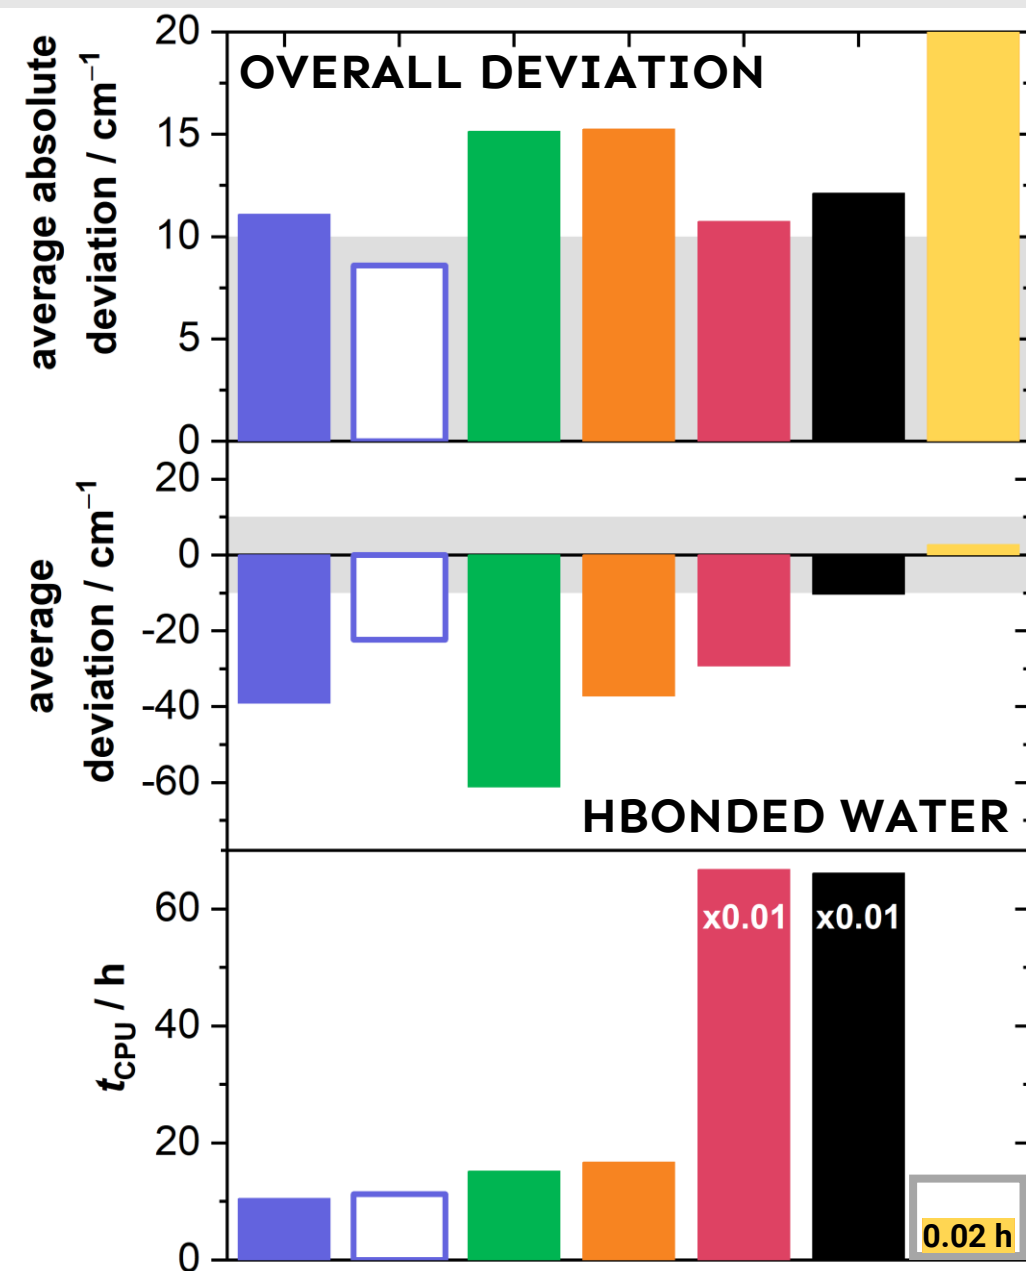 average absolute
deviation / cm⁻¹
20
15
10
5
0
OVERALL DEVIATION
average
deviation / cm⁻¹
20
0
-20
-40
-60
HBONDED WATER
tCPU / h
60
40
20
0
x0.01
x0.01
0.02 h